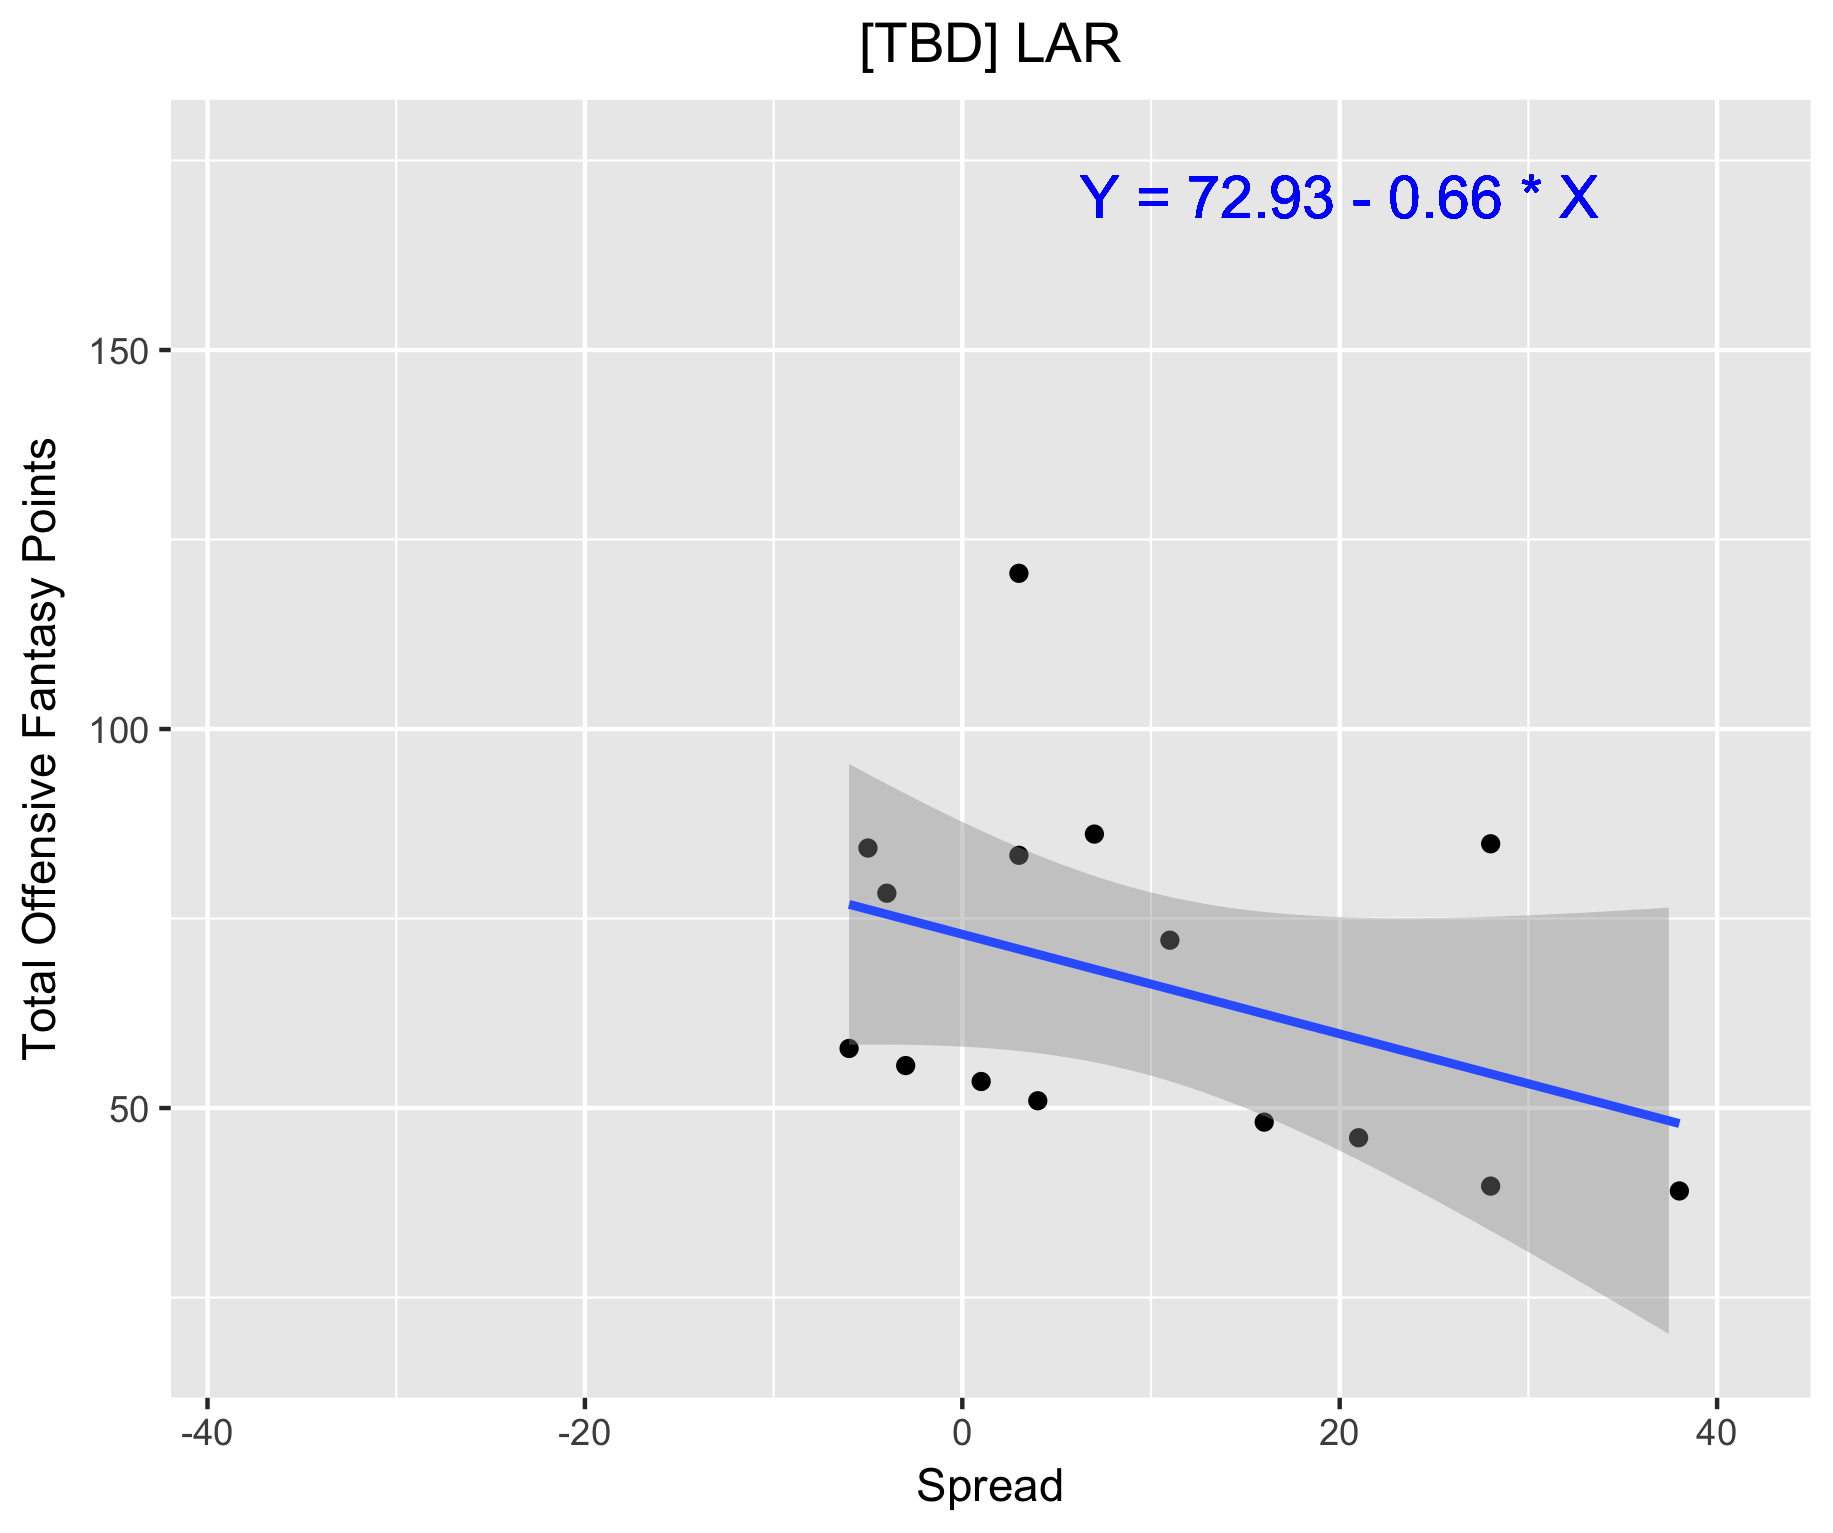 [TBD] LAR
Y = 72.93 - 0.66 * X
Total Offensive Fantasy Points
150
100
50
-40
-20
0
20
40
Spread